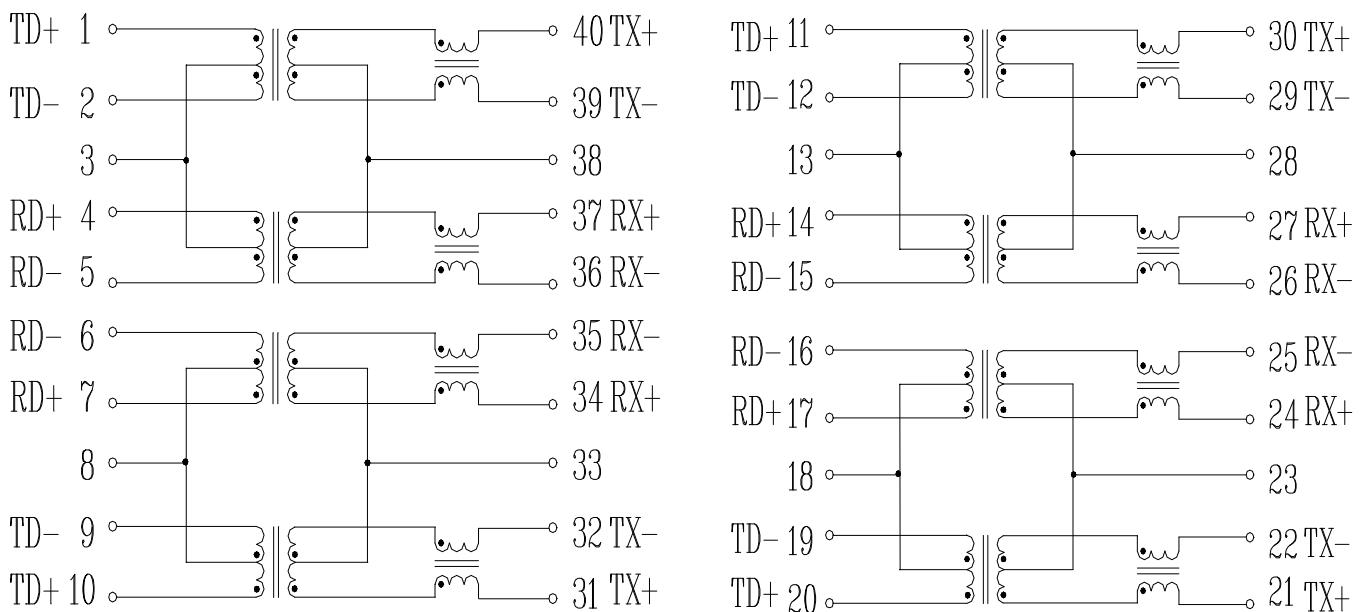 TD+ 1
40 TX+
TD- 2
39 TX-
3
38
RD+ 4
37 RX+
RD- 5
36 RX-
RD- 6
35 RX-
RD+ 7
34 RX+
8
33
TD- 9
32 TX-
TD+ 10
31 TX+
TD+ 11
30 TX+
TD- 12
29 TX-
13
28
RD+ 14
27 RX+
RD- 15
26 RX-
RD- 16
25 RX-
RD+ 17
24 RX+
18
23
TD- 19
22 TX-
TD+ 20
21 TX+